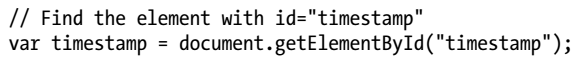 // Find the element with id="timestamp"
var timestamp = document.getElementById("timestamp");